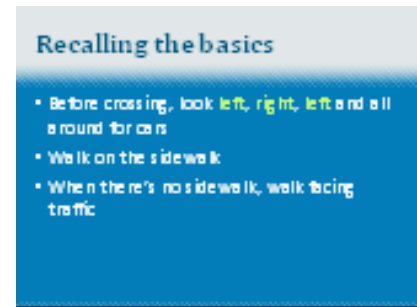 Recalling the basics
• Before crossing, look left, right, left and all
around for cars
• Walk on the sidewalk
• When there's no sidewalk, walk facing
traffic